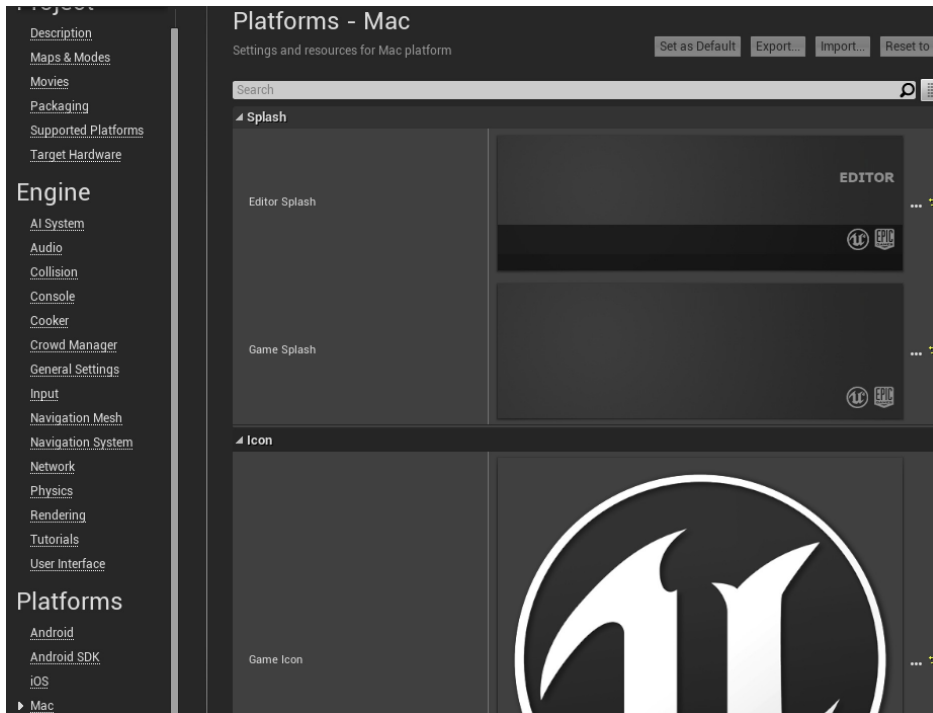 Project
Description
Maps & Modes
Movies
Packaging
Supported Platforms
Target Hardware
Engine
AI System
Audio
Collision
Console
Cooker
Crowd Manager
General Settings
Input
Navigation Mesh
Navigation System
Network
Physics
Rendering
Tutorials
User Interface
Platforms
Android
Android SDK
iOS
Mac
Platforms - Mac
Settings and resources for Mac platform
Set as Default
Export...
Import...
Reset to
Search
Splash
Editor Splash
EDITOR
EPIC
Game Splash
EPIC
Icon
Game Icon